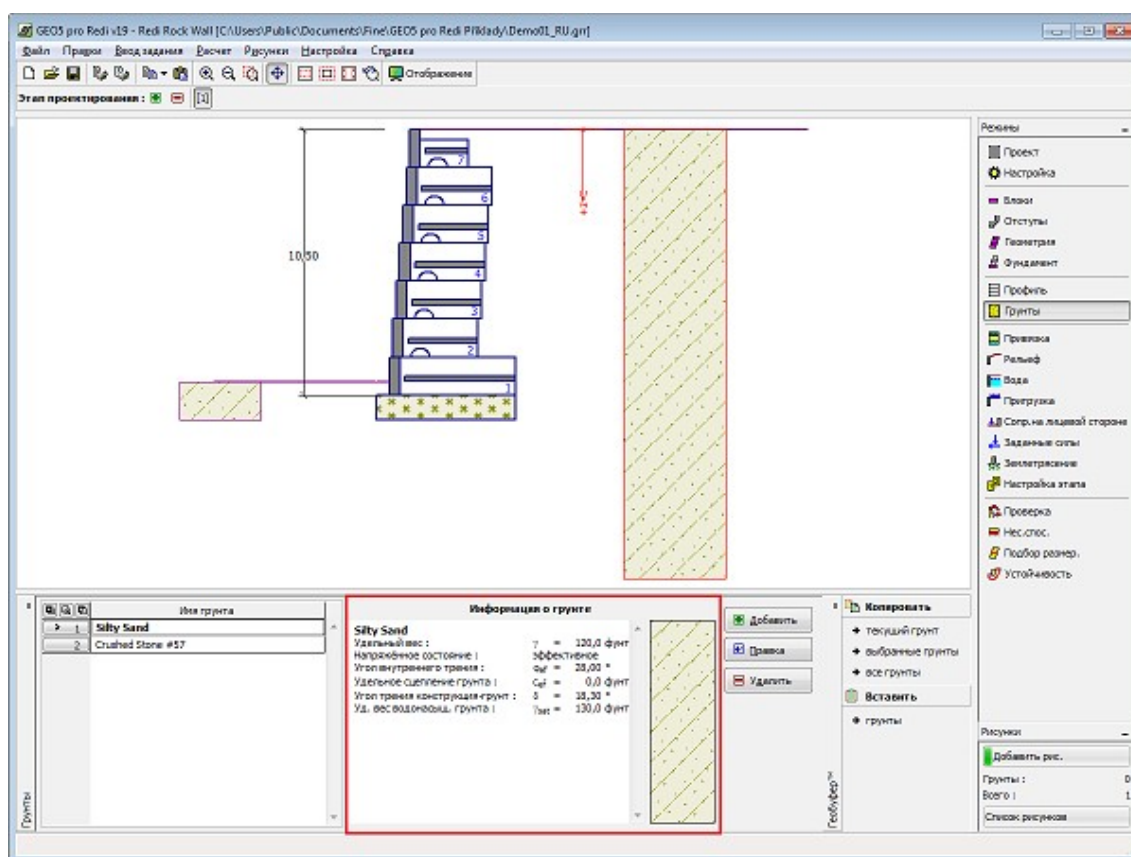 GEO5 pro Redi v19 - Redi Rock Wall [C:\Users\Public\Documents\Fine\GEO5 pro Redi Příklady\Demo01_RU.grr]
Файл Правки Ввод задания Расчет Рисунки Настройка Справка
Отображение
Этап проектирования : [1]
10,50
7
6
5
4
3
2
1
+z
Режимы
Проект
Настройка
Блоки
Отступы
Геометрия
Фундамент
Профиль
Грунты
Привязка
Рельеф
Вода
Пригрузка
Сопр.на лицевой стороне
Заданные силы
Землетрясение
Настройка этапа
Проверка
Нес.спос.
Подбор размер.
Устойчивость
Грунты
Имя грунта
> 1 Silty Sand
2 Crushed Stone #57
Информация о грунте
Silty Sand
Удельный вес : γ = 120,0 фунт
Напряжённое состояние : эффективное
Угол внутреннего трения : φef = 28,00 °
Удельное сцепление грунта : cef = 0,0 фунт
Угол трения конструкция-грунт : δ = 18,30 °
Уд. вес водонасыщ. грунта : γsat = 130,0 фунт
Добавить
Правка
Удалить
Геобуфер™
Копировать
текущий грунт
выбранные грунты
все грунты
Вставить
грунты
Рисунки
Добавить рис.
Грунты : 0
Всего : 1
Список рисунков